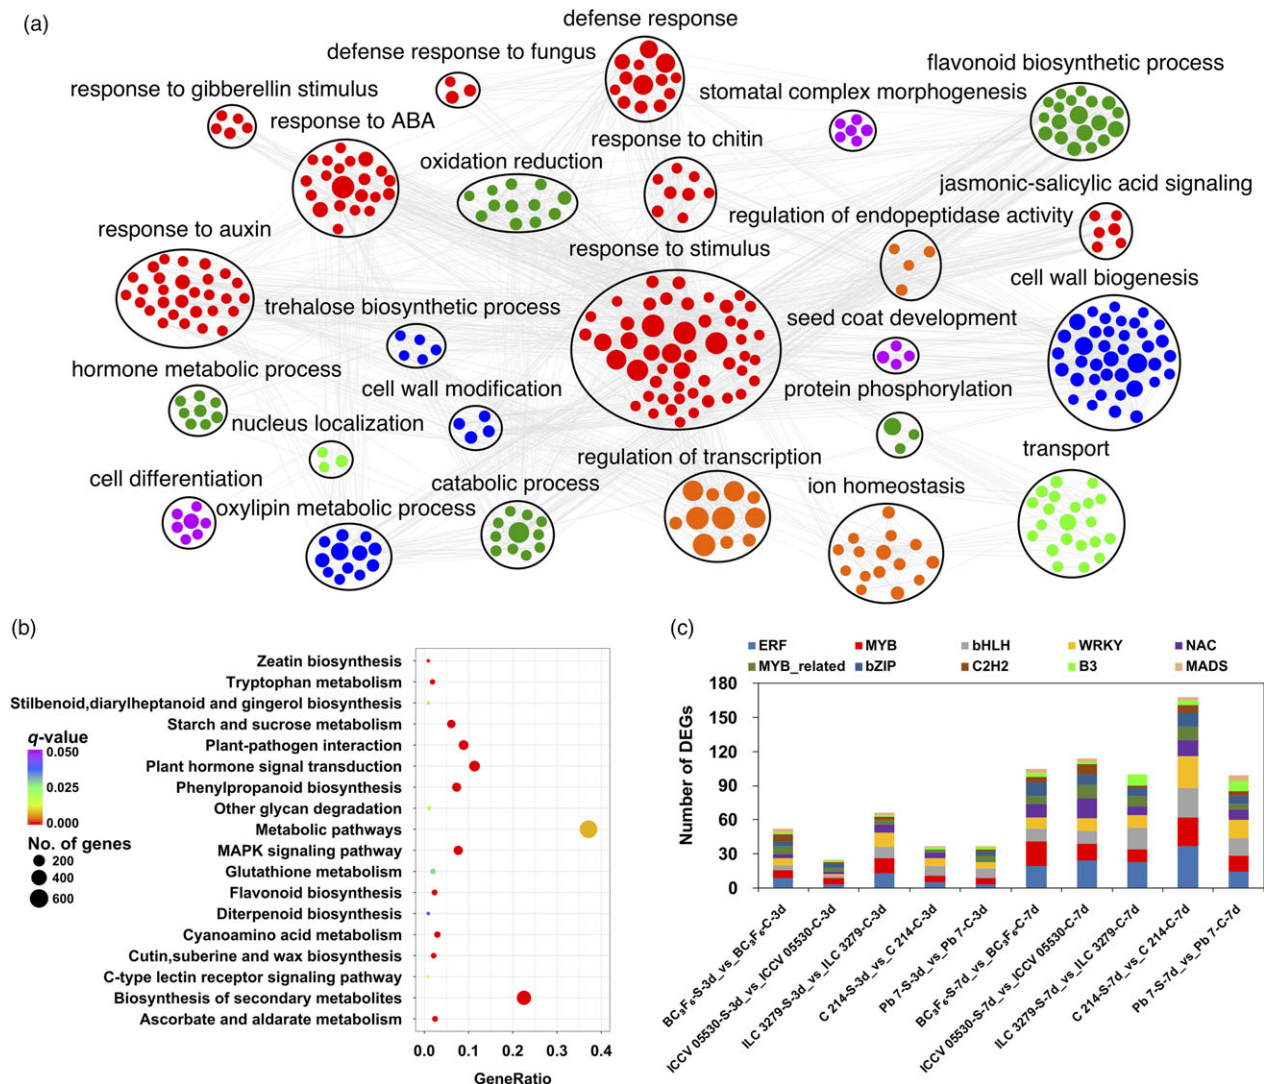 (a)
defense response
defense response to fungus
flavonoid biosynthetic process
response to gibberellin stimulus
stomatal complex morphogenesis
response to ABA
response to chitin
oxidation reduction
jasmonic-salicylic acid signaling
regulation of endopeptidase activity
response to auxin
response to stimulus
cell wall biogenesis
trehalose biosynthetic process
seed coat development
hormone metabolic process
cell wall modification
protein phosphorylation
nucleus localization
regulation of transcription
transport
cell differentiation
catabolic process
ion homeostasis
oxylipin metabolic process
(b)
q-value
0.050
0.025
0.000
No. of genes
200
400
600
Zeatin biosynthesis
Tryptophan metabolism
Stilbenoid,diarylheptanoid and gingerol biosynthesis
Starch and sucrose metabolism
Plant-pathogen interaction
Plant hormone signal transduction
Phenylpropanoid biosynthesis
Other glycan degradation
Metabolic pathways
MAPK signaling pathway
Glutathione metabolism
Flavonoid biosynthesis
Diterpenoid biosynthesis
Cyanoamino acid metabolism
Cutin,suberine and wax biosynthesis
C-type lectin receptor signaling pathway
Biosynthesis of secondary metabolites
Ascorbate and aldarate metabolism
0.0 0.1 0.2 0.3 0.4
GeneRatio
(c)
ERF MYB bHLH WRKY NAC
MYB_related bZIP C2H2 B3 MADS
Number of DEGs
180
150
120
90
60
30
0
BC₃F₆-S-3d_vs_BC₃F₆-C-3d
ICCV 05530-S-3d_vs_ICCV 05530-C-3d
ILC 3279-S-3d_vs_ILC 3279-C-3d
C 214-S-3d_vs_C 214-C-3d
Pb 7-S-3d_vs_Pb 7-C-3d
BC₃F₆-S-7d_vs_BC₃F₆-C-7d
ICCV 05530-S-7d_vs_ICCV 05530-C-7d
ILC 3279-S-7d_vs_ILC 3279-C-7d
C 214-S-7d_vs_C 214-C-7d
Pb 7-S-7d_vs_Pb 7-C-7d